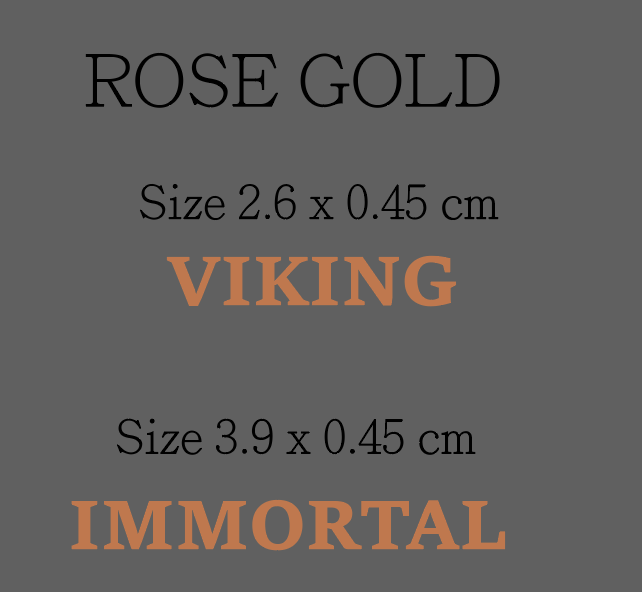 ROSE GOLD
Size 2.6 x 0.45 cm
VIKING
Size 3.9 x 0.45 cm
IMMORTAL